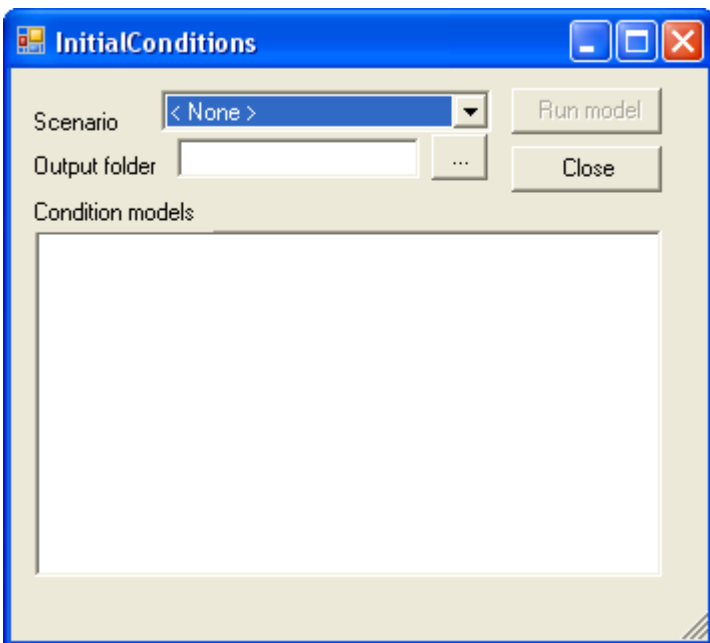 InitialConditions
Scenario < None > Run model
Output folder ... Close
Condition models